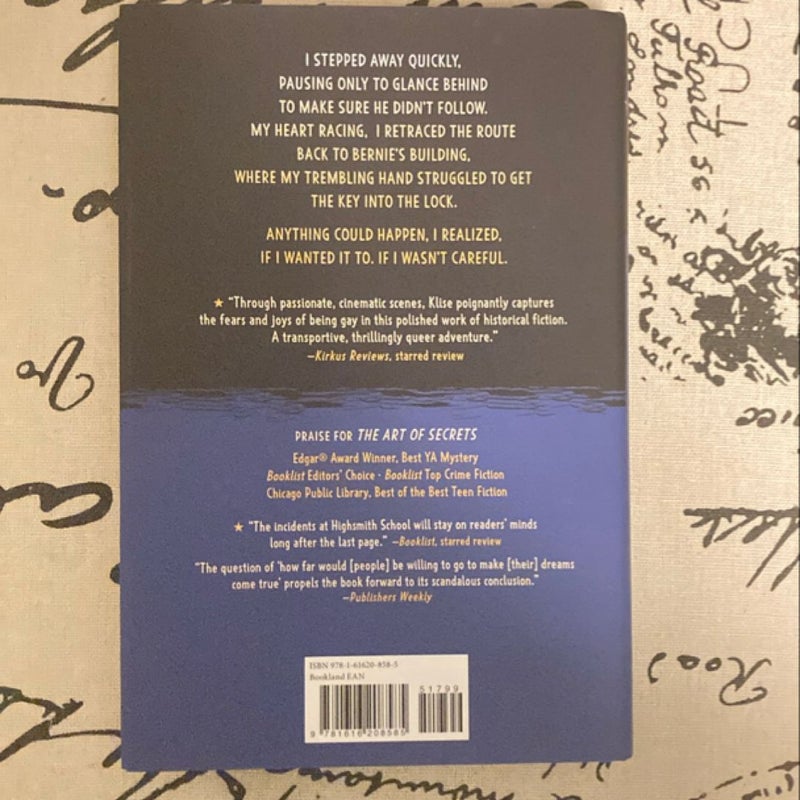 I STEPPED AWAY QUICKLY,
PAUSING ONLY TO GLANCE BEHIND
TO MAKE SURE HE DIDN'T FOLLOW.
MY HEART RACING, I RETRACED THE ROUTE
BACK TO BERNIE'S BUILDING,
WHERE MY TREMBLING HAND STRUGGLED TO GET
THE KEY INTO THE LOCK.
ANYTHING COULD HAPPEN, I REALIZED,
IF I WANTED IT TO. IF I WASN'T CAREFUL.
★ "Through passionate, cinematic scenes, Klise poignantly captures
the fears and joys of being gay in this polished work of historical fiction.
A transportive, thrillingly queer adventure."
—Kirkus Reviews, starred review
PRAISE FOR THE ART OF SECRETS
Edgar® Award Winner, Best YA Mystery
Booklist Editors' Choice · Booklist Top Crime Fiction
Chicago Public Library, Best of the Best Teen Fiction
★ "The incidents at Highsmith School will stay on readers' minds
long after the last page." —Booklist, starred review
"The question of 'how far would [people] be willing to go to make [their] dreams
come true' propels the book forward to its scandalous conclusion."
—Publishers Weekly
ISBN 978-1-61620-858-5
Bookland EAN
51799
9 781616 208585
Road 56
Road